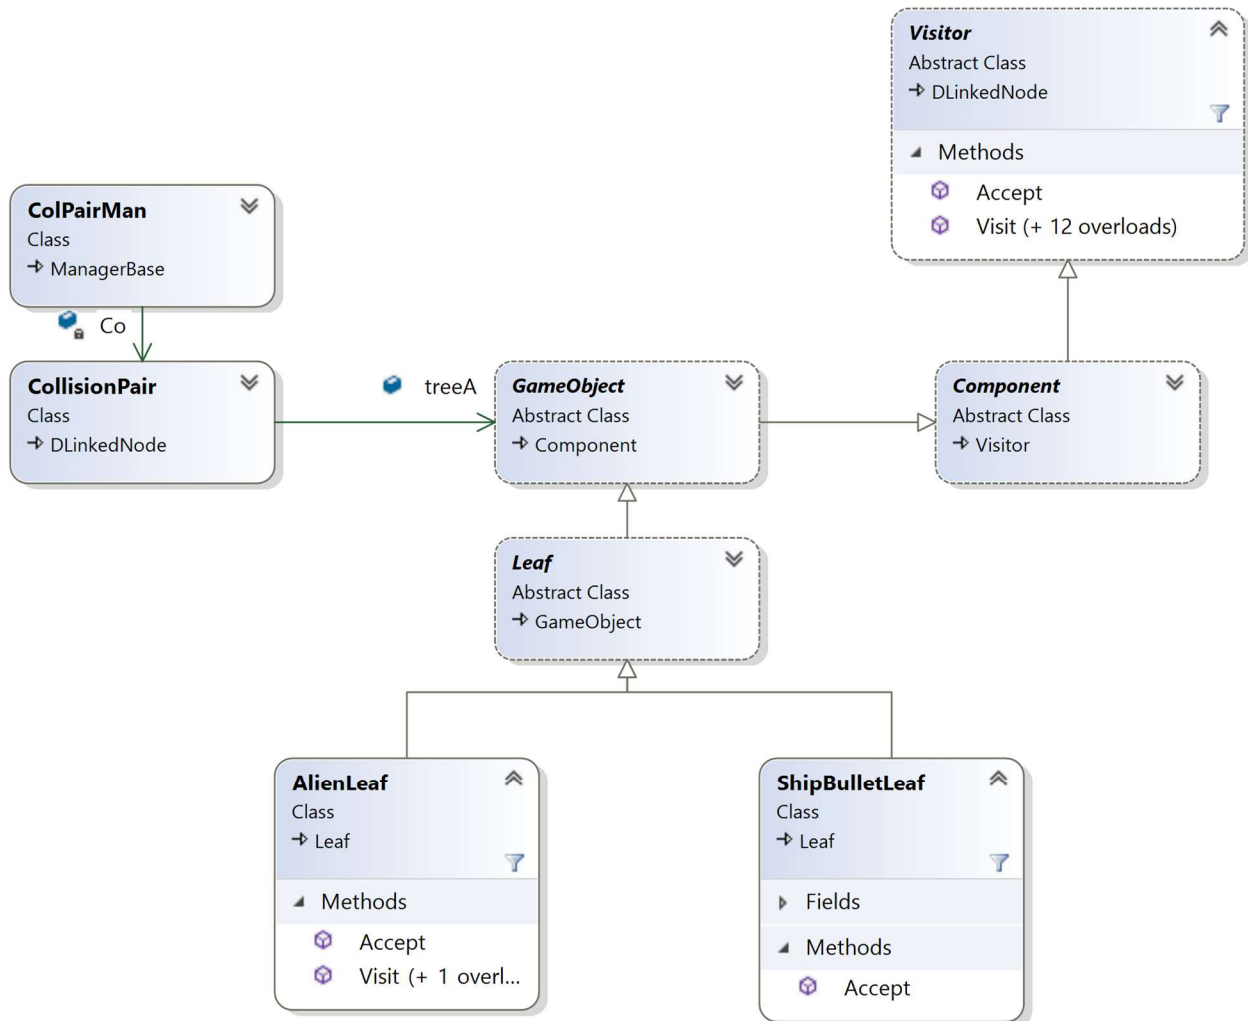 Visitor
Abstract Class
DLinkedNode
Methods
Accept
Visit (+ 12 overloads)
ColPairMan
Class
ManagerBase
Co
CollisionPair
Class
DLinkedNode
treeA
GameObject
Abstract Class
Component
Component
Abstract Class
Visitor
Leaf
Abstract Class
GameObject
AlienLeaf
Class
Leaf
Methods
Accept
Visit (+ 1 overl...
ShipBulletLeaf
Class
Leaf
Fields
Methods
Accept